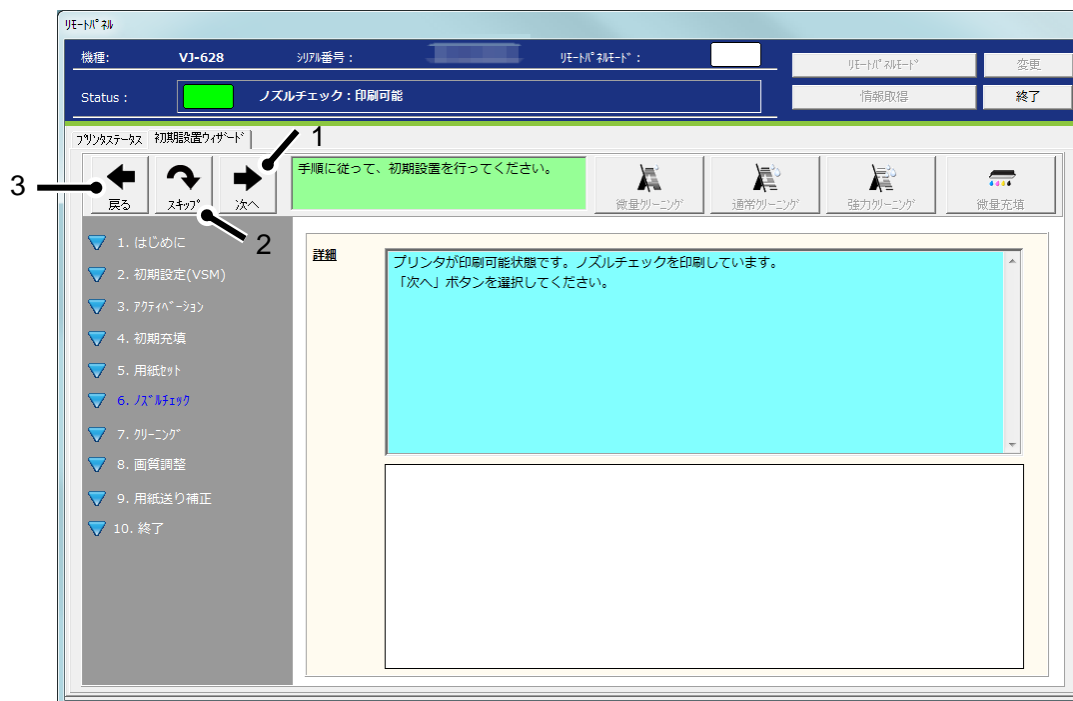 ﾘﾓｰﾄﾊﾟﾈﾙ
機種: VJ-628 ｼﾘｱﾙ番号： ﾘﾓｰﾄﾊﾟﾈﾙﾓｰﾄﾞ：
ﾘﾓｰﾄﾊﾟﾈﾙﾓｰﾄﾞ 変更
Status： ノズルチェック：印刷可能
情報取得 終了
ﾌﾟﾘﾝﾀｽﾃｰﾀｽ 初期設置ｳｨｻﾞｰﾄﾞ
1
3
2
戻る ｽｷｯﾌﾟ 次へ
手順に従って、初期設置を行ってください。
微量ｸﾘｰﾆﾝｸﾞ 通常ｸﾘｰﾆﾝｸﾞ 強力ｸﾘｰﾆﾝｸﾞ 微量充填
1. はじめに
2. 初期設定(VSM)
3. ｱｸﾃｨﾍﾞｰｼｮﾝ
4. 初期充填
5. 用紙ｾｯﾄ
6. ﾉｽﾞﾙﾁｪｯｸ
7. ｸﾘｰﾆﾝｸﾞ
8. 画質調整
9. 用紙送り補正
10. 終了
詳細
プリンタが印刷可能状態です。ノズルチェックを印刷しています。
「次へ」ボタンを選択してください。